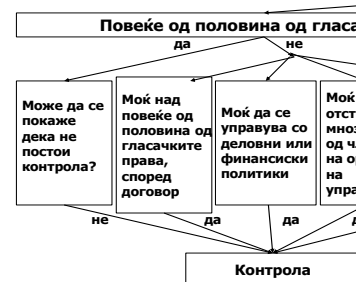 Повеќе од половина од гласа
да
не
Може да се
покаже
дека не
постои
контрола?
Моќ над
повеќе од
половина од
гласачките
права,
според
договор
Моќ да се
управува со
деловни или
финансиски
политики
Моќ
отст
мноз
од чл
на ор
на
упра
не
да
да
Контрола